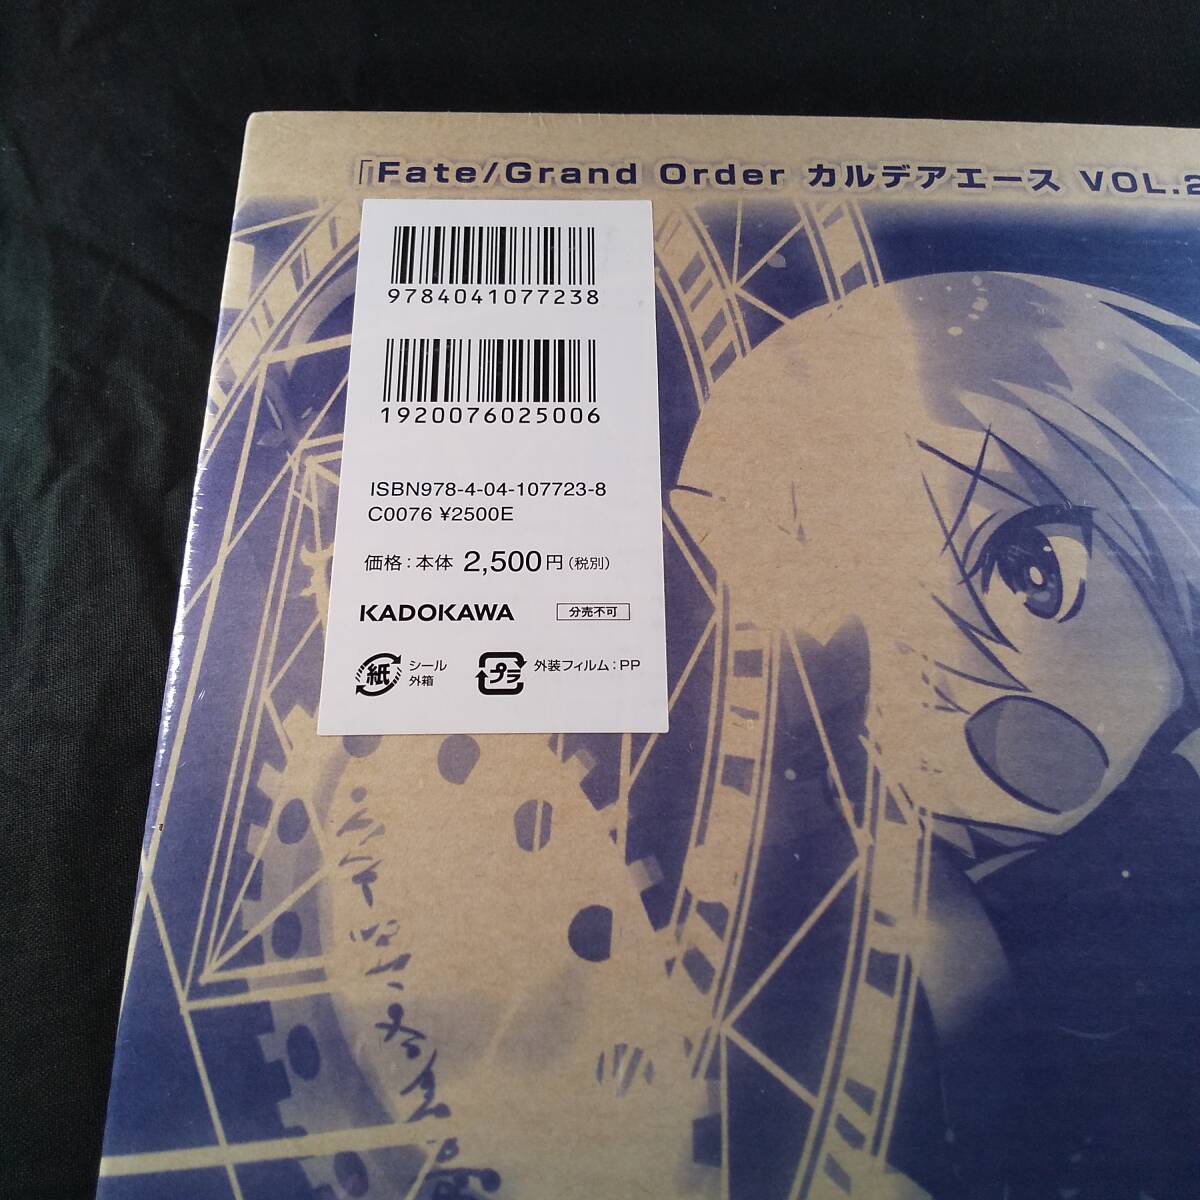 「Fate/Grand Order カルデアエース VOL.2
9784041077238
1920076025006
ISBN978-4-04-107723-8
C0076 ¥2500E
価格：本体 2,500円（税別）
KADOKAWA
分売不可
紙 シール
外箱
プラ 外装フィルム：PP